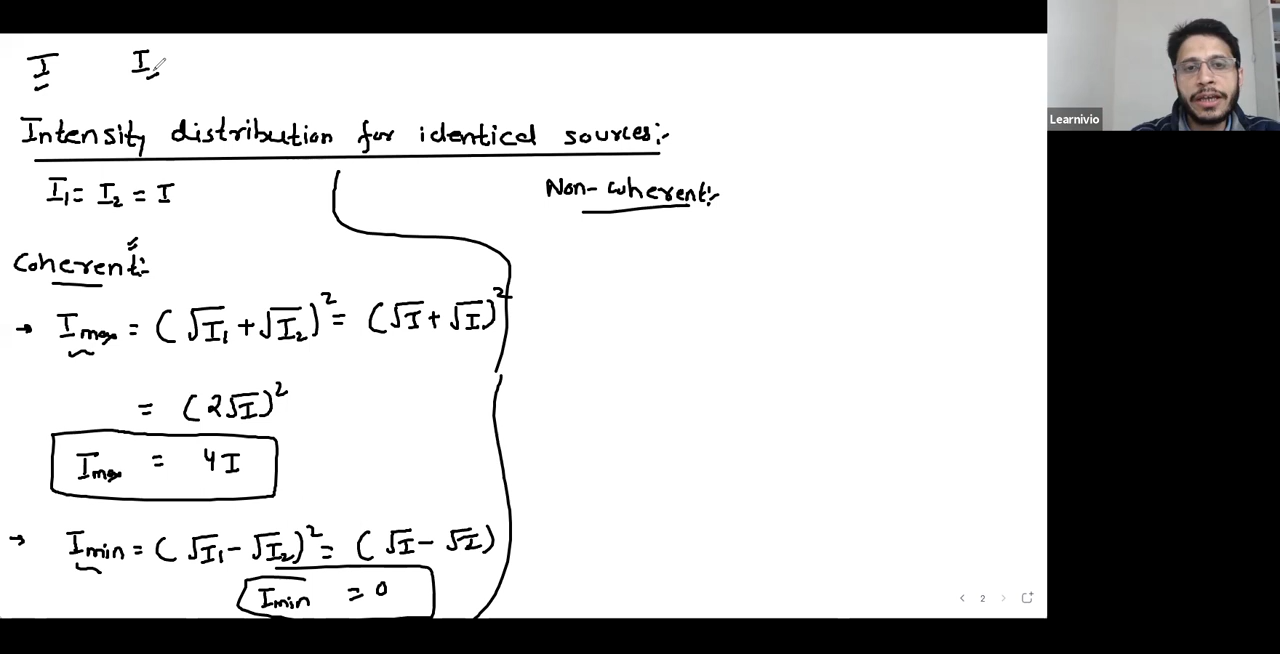 I I
Learnivio
Intensity distribution for identical sources:-
I₁ = I₂ = I
Non-coherent:-
Coherent:-
→ Imax = (√I₁ + √I₂)² = (√I + √I)²
= (2√I)²
Imax = 4I
→ Imin = (√I₁ - √I₂)² = (√I - √I)
Imin = 0
< 2 >